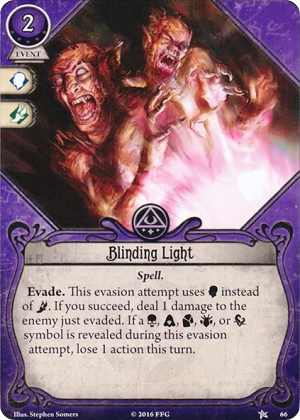 2
EVENT
Blinding Light
Spell.
Evade. This evasion attempt uses instead
of . If you succeed, deal 1 damage to the
enemy just evaded. If a , , , , or
symbol is revealed during this evasion
attempt, lose 1 action this turn.
Illus. Stephen Somers
© 2016 FFG
66